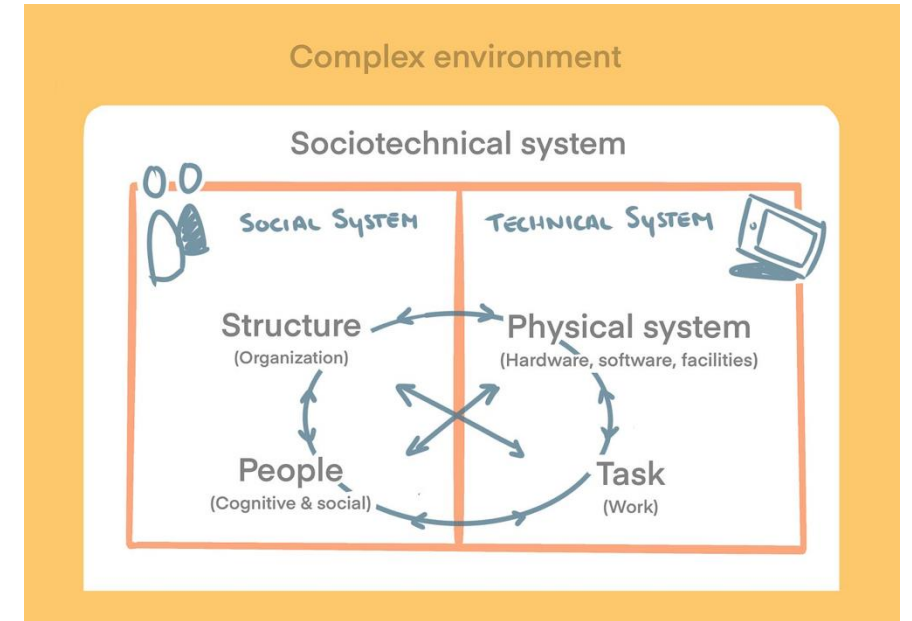 Complex environment
Sociotechnical system
SOCIAL SYSTEM
TECHNICAL SYSTEM
Structure
(Organization)
Physical system
(Hardware, software, facilities)
People
(Cognitive & social)
Task
(Work)